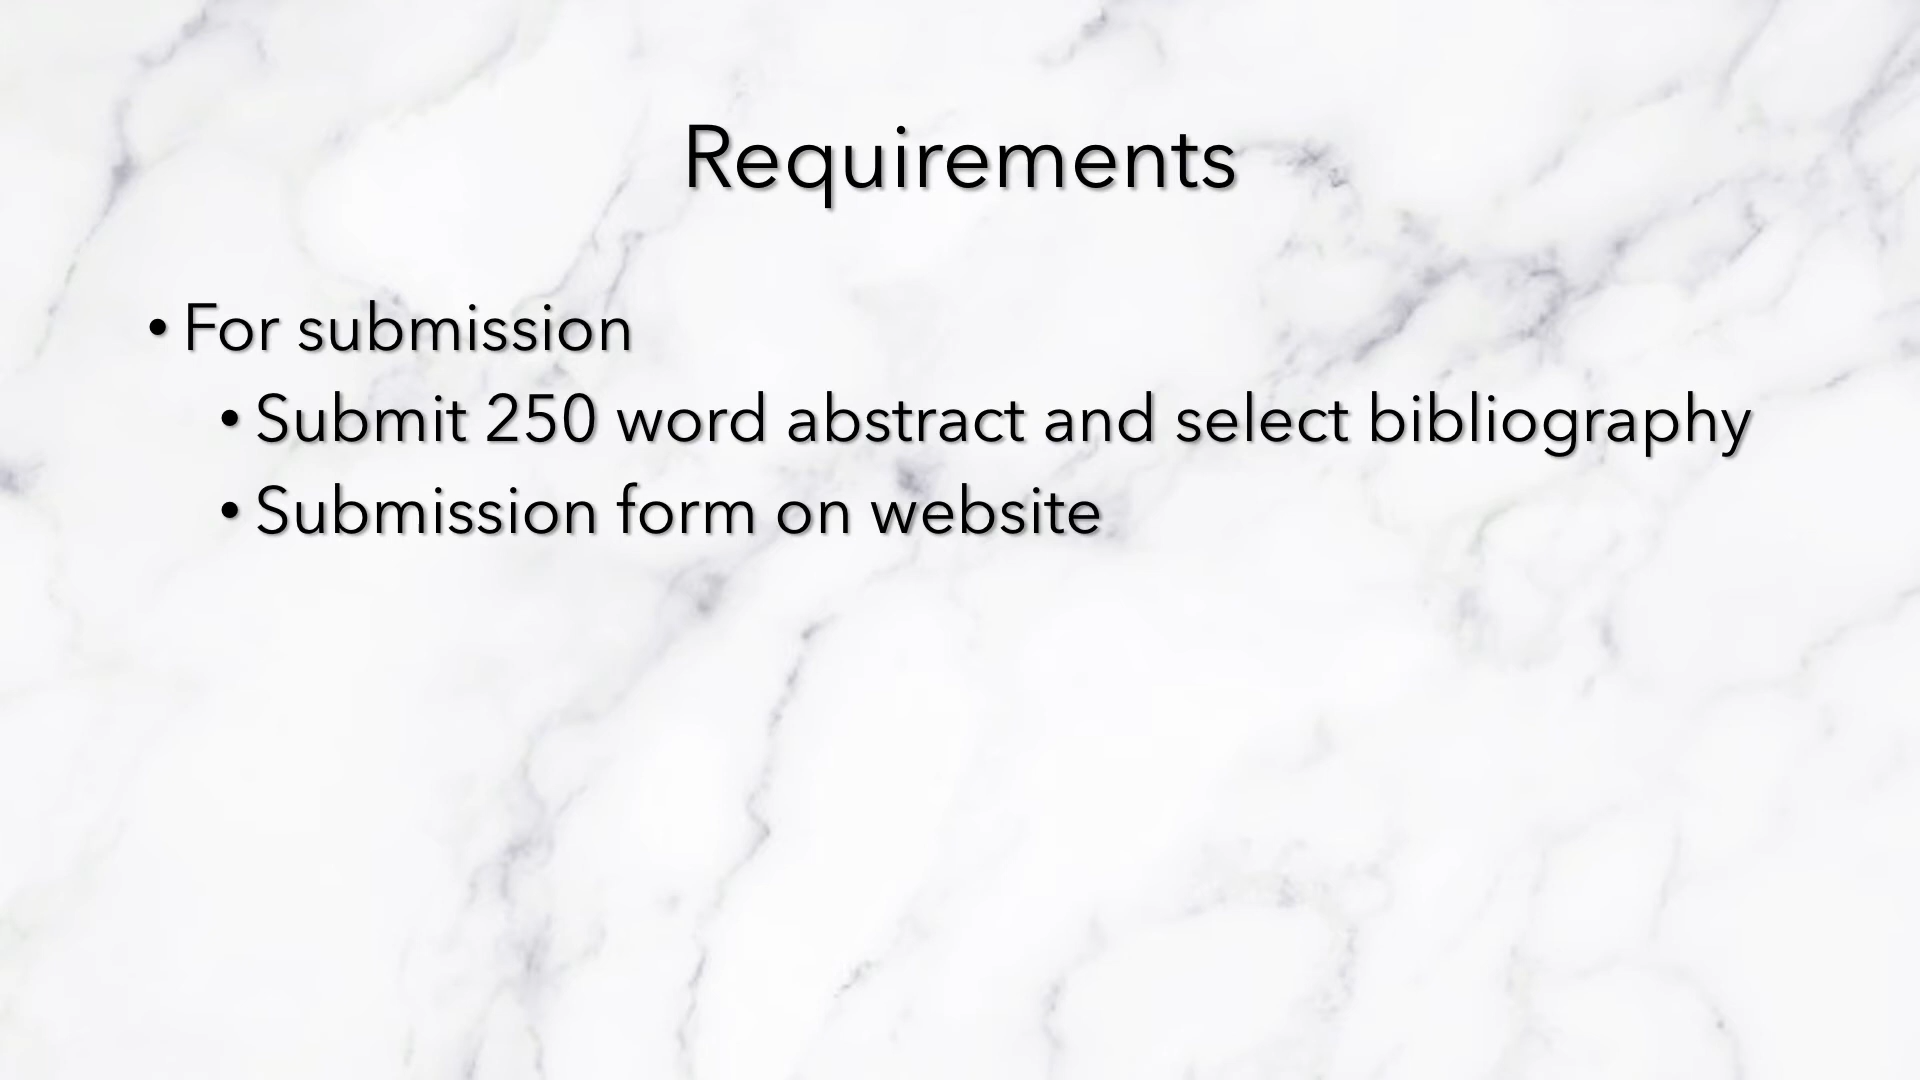 Requirements
• For submission
• Submit 250 word abstract and select bibliography
• Submission form on website